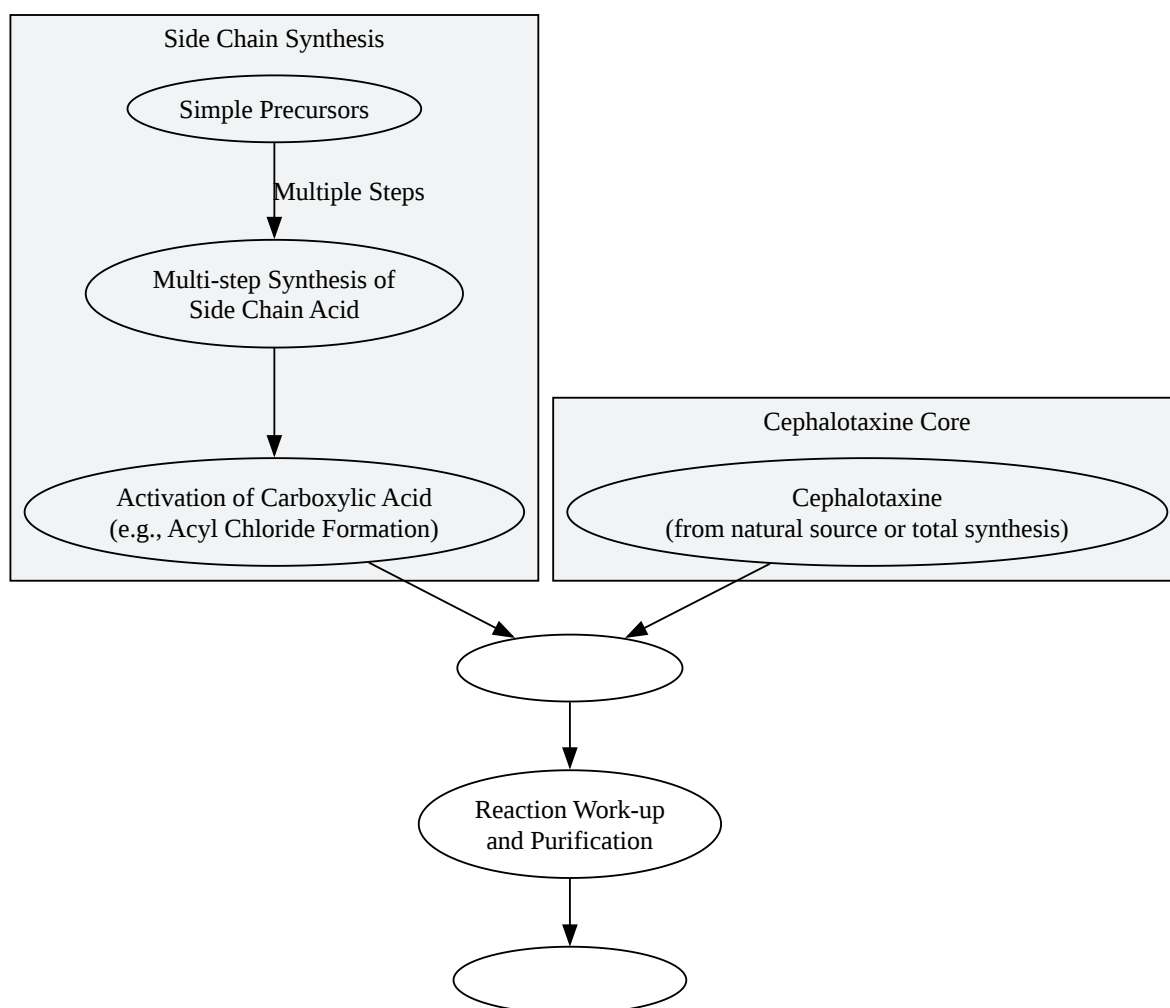 Side Chain Synthesis
Simple Precursors
Multiple Steps
Multi-step Synthesis of
Side Chain Acid
Activation of Carboxylic Acid
(e.g., Acyl Chloride Formation)
Cephalotaxine Core
Cephalotaxine
(from natural source or total synthesis)
Reaction Work-up
and Purification